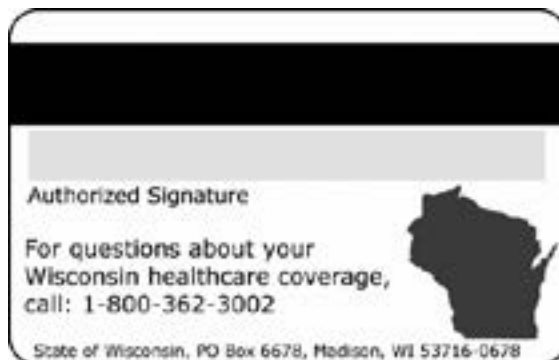 Authorized Signature
For questions about your
Wisconsin healthcare coverage,
call: 1-800-362-3002
State of Wisconsin, PO Box 6678, Madison, WI 53716-0678